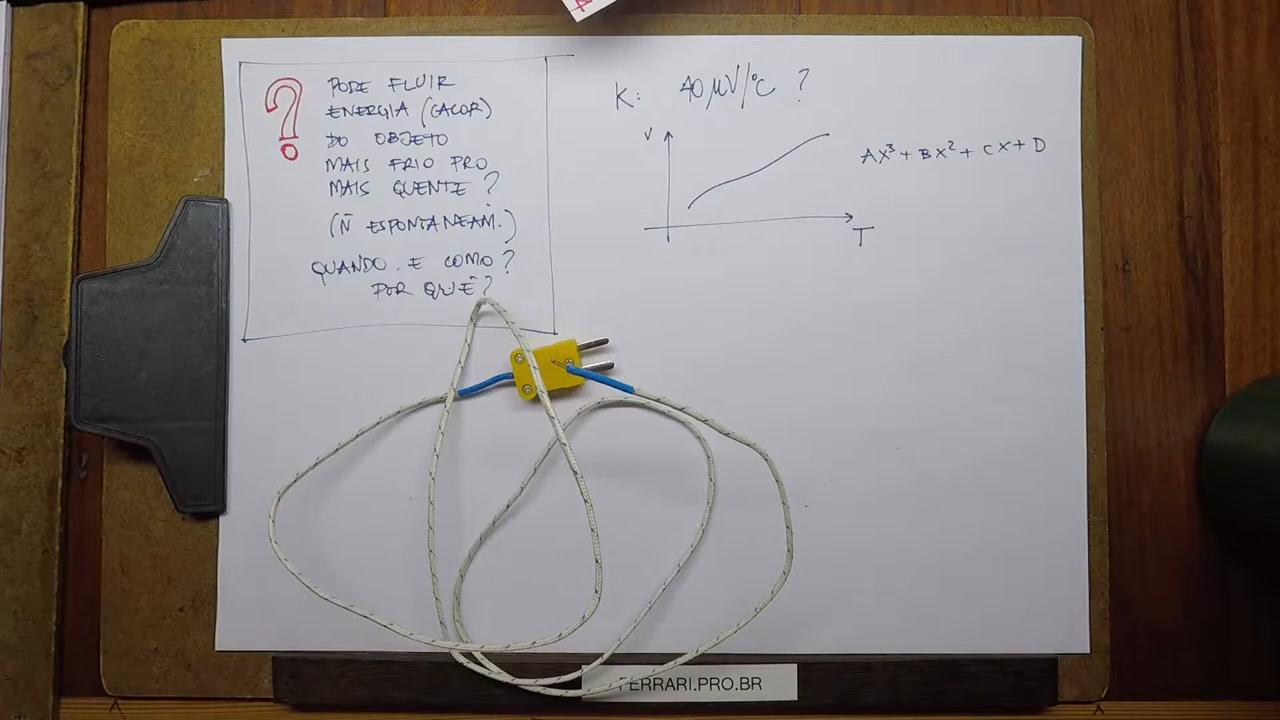 4
?
PODE FLUIR
ENERGIA (CALOR)
DO OBJETO
MAIS FRIO PRO
MAIS QUENTE?
(Ñ ESPONTANEAM.)
QUANDO E COMO?
POR QUÊ?
K: 40 μV/°C ?
V
AX³ + BX² + CX + D
T
FERRARI.PRO.BR